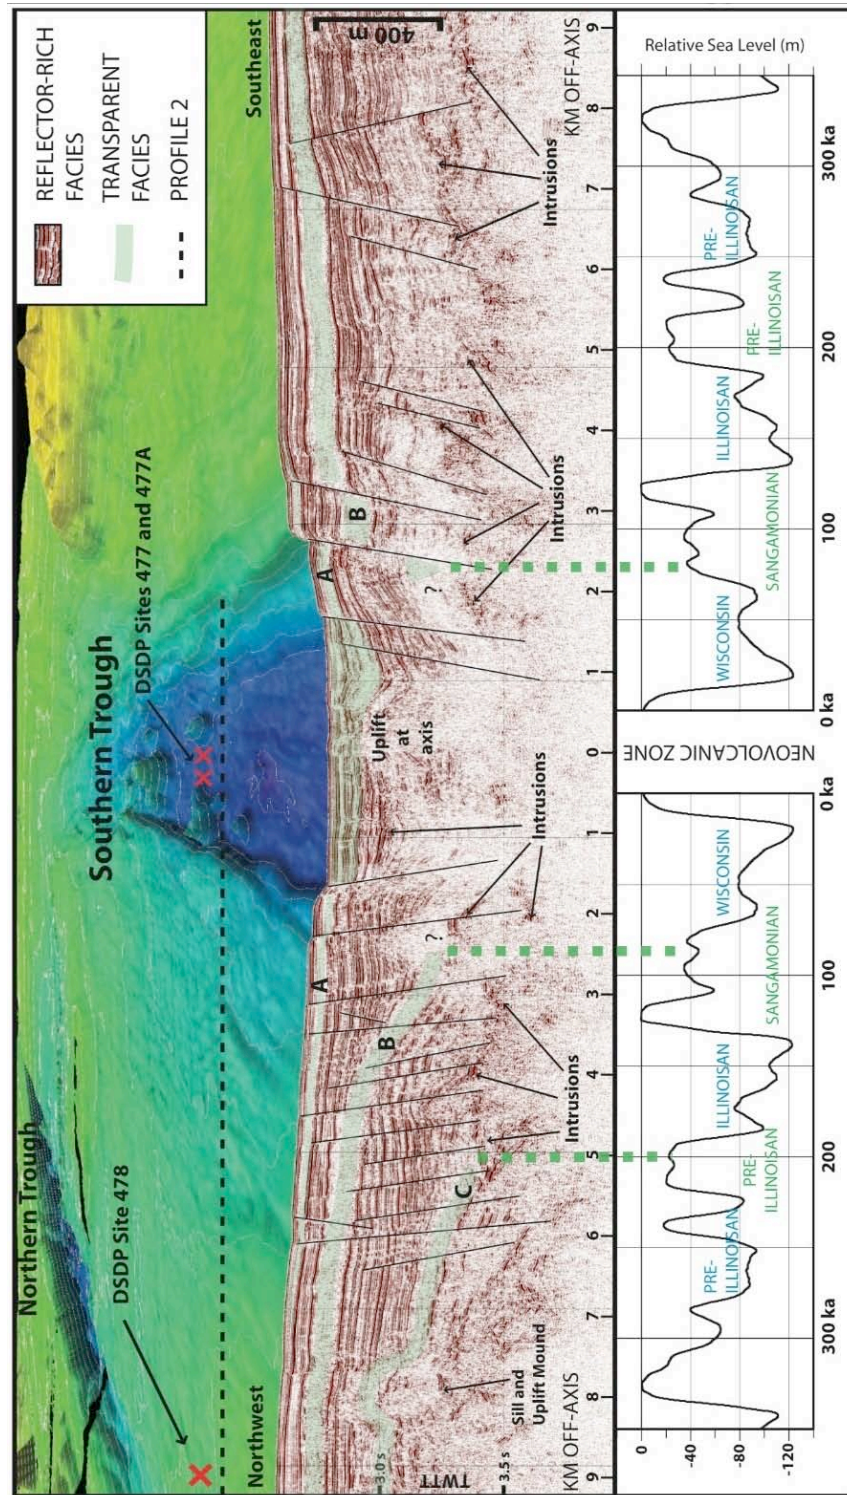 Northern Trough
DSDP Site 478
Southern Trough
DSDP Sites 477 and 477A
REFLECTOR-RICH
FACIES
TRANSPARENT
FACIES
PROFILE 2
Northwest
Southeast
A
B
C
?
A
B
?
400 m
3.0 s
TWTT
3.5 s
Sill and
Uplift Mound
Intrusions
Intrusions
Uplift
at
axis
Intrusions
Intrusions
KM OFF-AXIS
9 8 7 6 5 4 3 2 1 0 1 2 3 4 5 6 7 8 9
KM OFF-AXIS
0
-40
-80
-120
PRE-
ILLINOISAN
PRE-
ILLINOISAN
ILLINOISAN
SANGAMONIAN
WISCONSIN
300 ka
200
100
0 ka
NEOVOLCANIC ZONE
WISCONSIN
SANGAMONIAN
ILLINOISAN
PRE-
ILLINOISAN
PRE-
ILLINOISAN
0 ka
100
200
300 ka
Relative Sea Level (m)